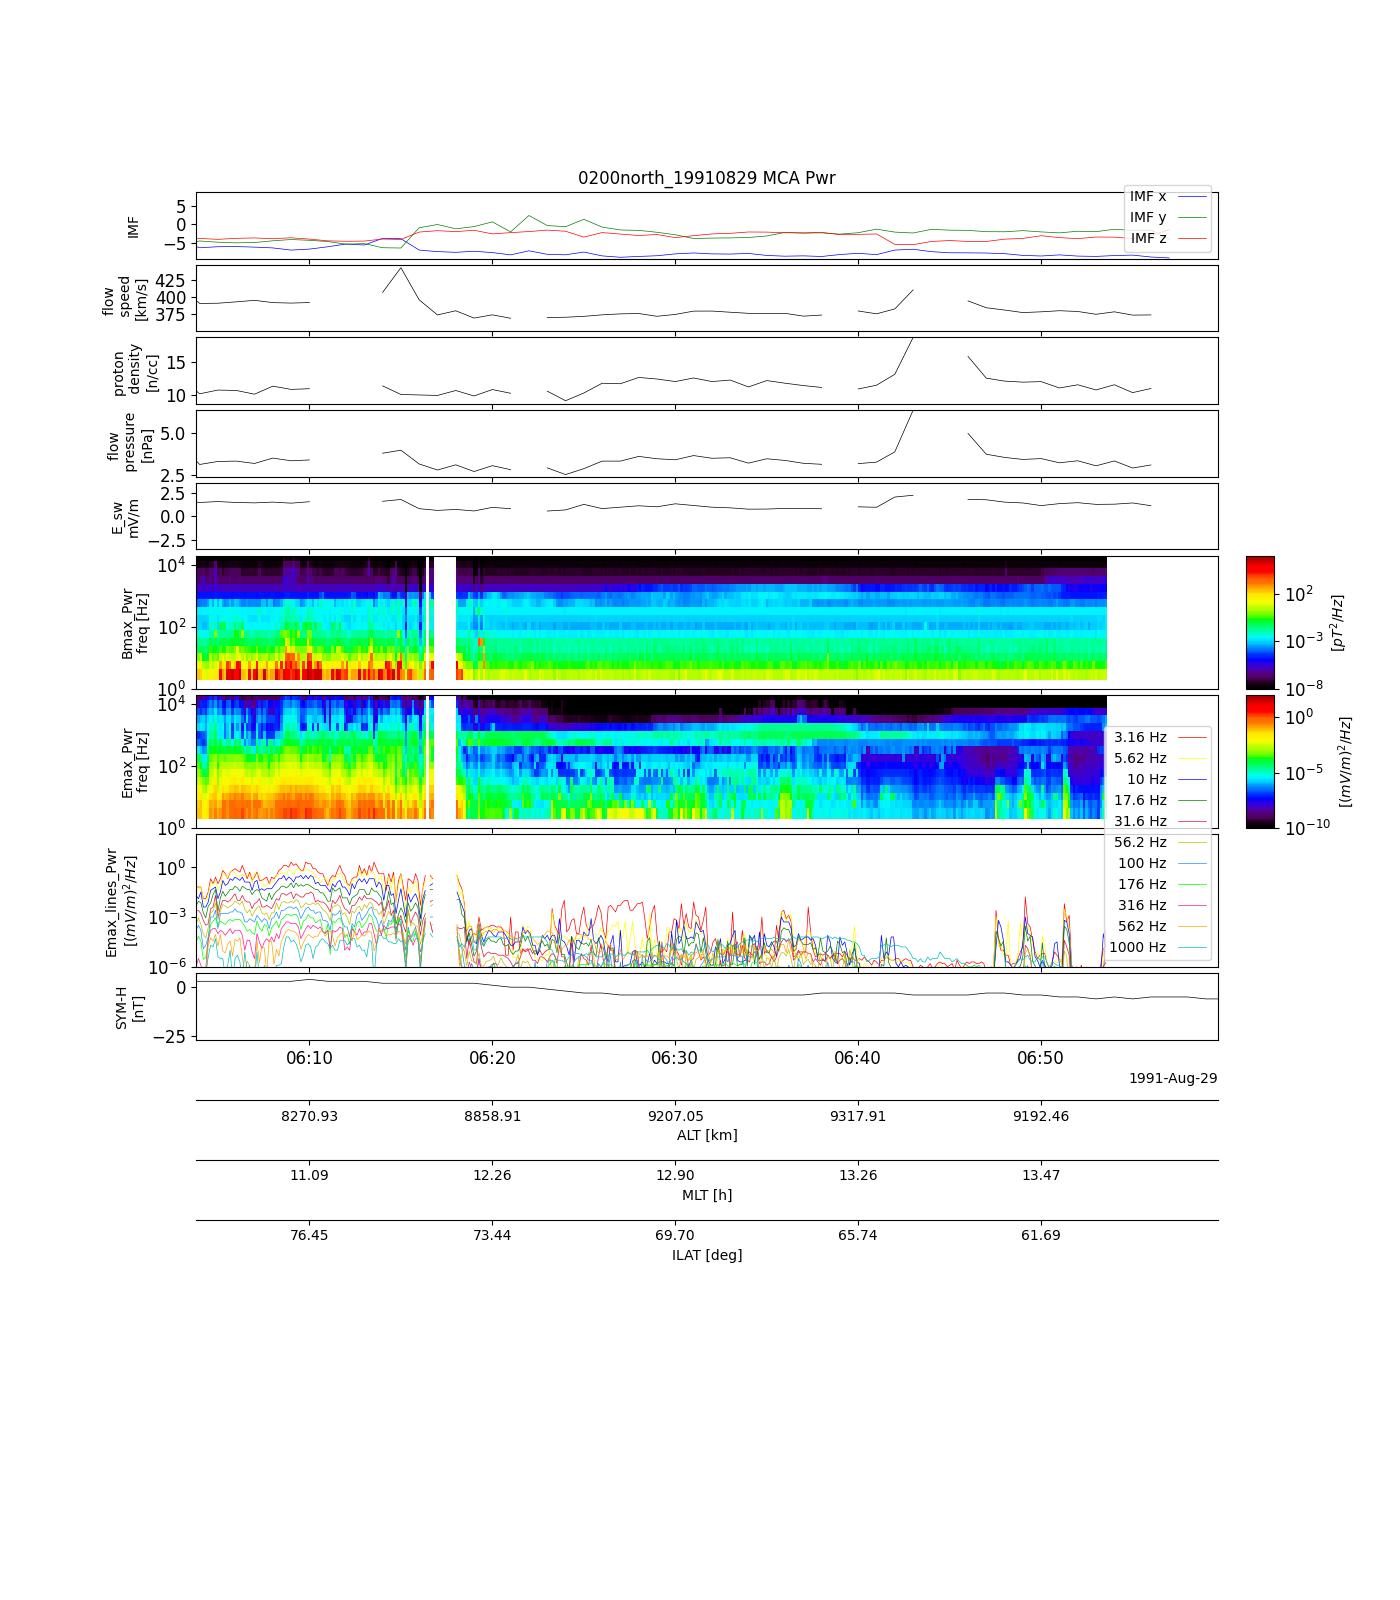 0200north_19910829 MCA Pwr
IMF
5
0
−5
IMF x
IMF y
IMF z
flow
speed
[km/s]
425
400
375
proton
density
[n/cc]
15
10
flow
pressure
[nPa]
5.0
2.5
E_sw
mV/m
2.5
0.0
−2.5
Bmax_Pwr
freq [Hz]
10^4
10^2
10^0
10^2
10^−3
10^−8
[pT^2/Hz]
Emax_Pwr
freq [Hz]
10^4
10^2
10^0
10^0
10^−5
10^−10
[(mV/m)^2/Hz]
3.16 Hz
5.62 Hz
10 Hz
17.6 Hz
31.6 Hz
56.2 Hz
100 Hz
176 Hz
316 Hz
562 Hz
1000 Hz
Emax_lines_Pwr
[(mV/m)^2/Hz]
10^0
10^−3
10^−6
SYM-H
[nT]
0
−25
06:10 06:20 06:30 06:40 06:50
1991-Aug-29
8270.93 8858.91 9207.05 9317.91 9192.46
ALT [km]
11.09 12.26 12.90 13.26 13.47
MLT [h]
76.45 73.44 69.70 65.74 61.69
ILAT [deg]